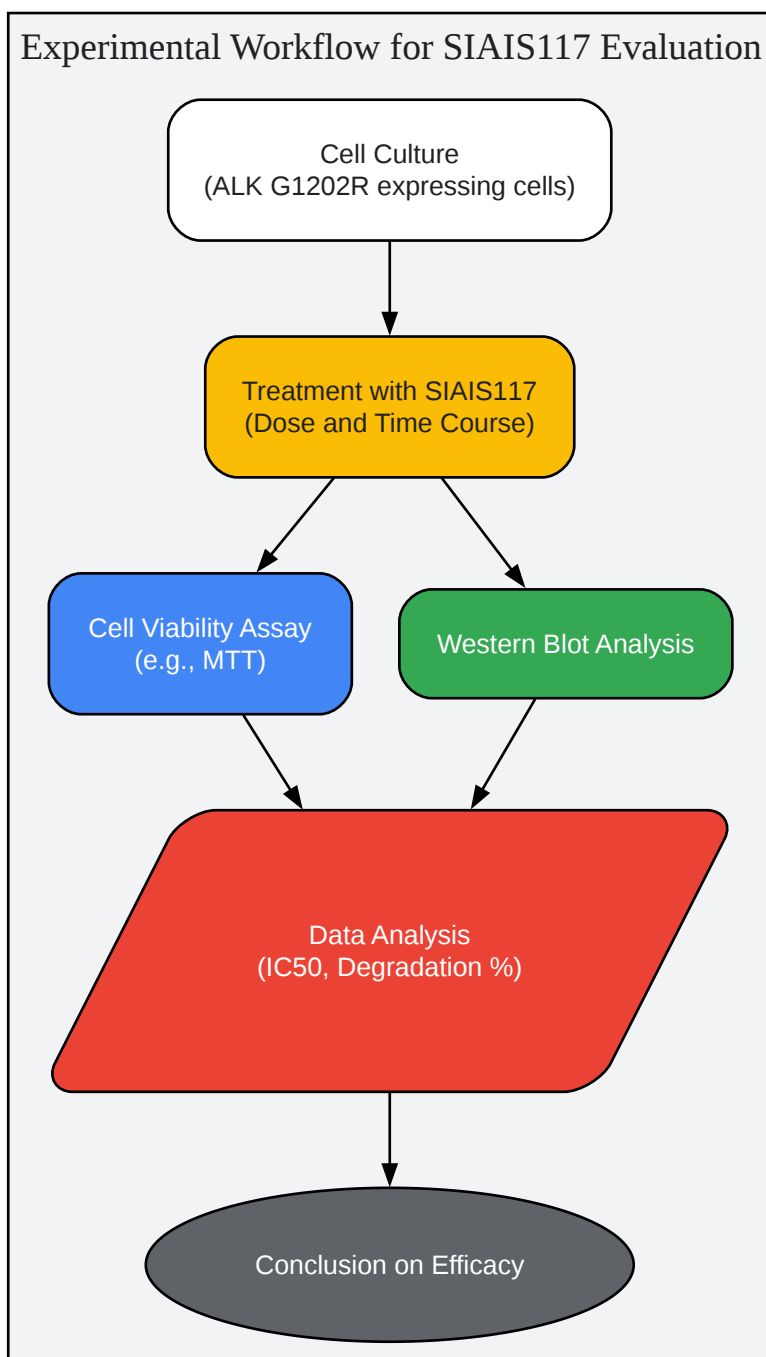 Experimental Workflow for SIAIS117 Evaluation
Cell Culture
(ALK G1202R expressing cells)
Treatment with SIAIS117
(Dose and Time Course)
Cell Viability Assay
(e.g., MTT)
Western Blot Analysis
Data Analysis
(IC50, Degradation %)
Conclusion on Efficacy